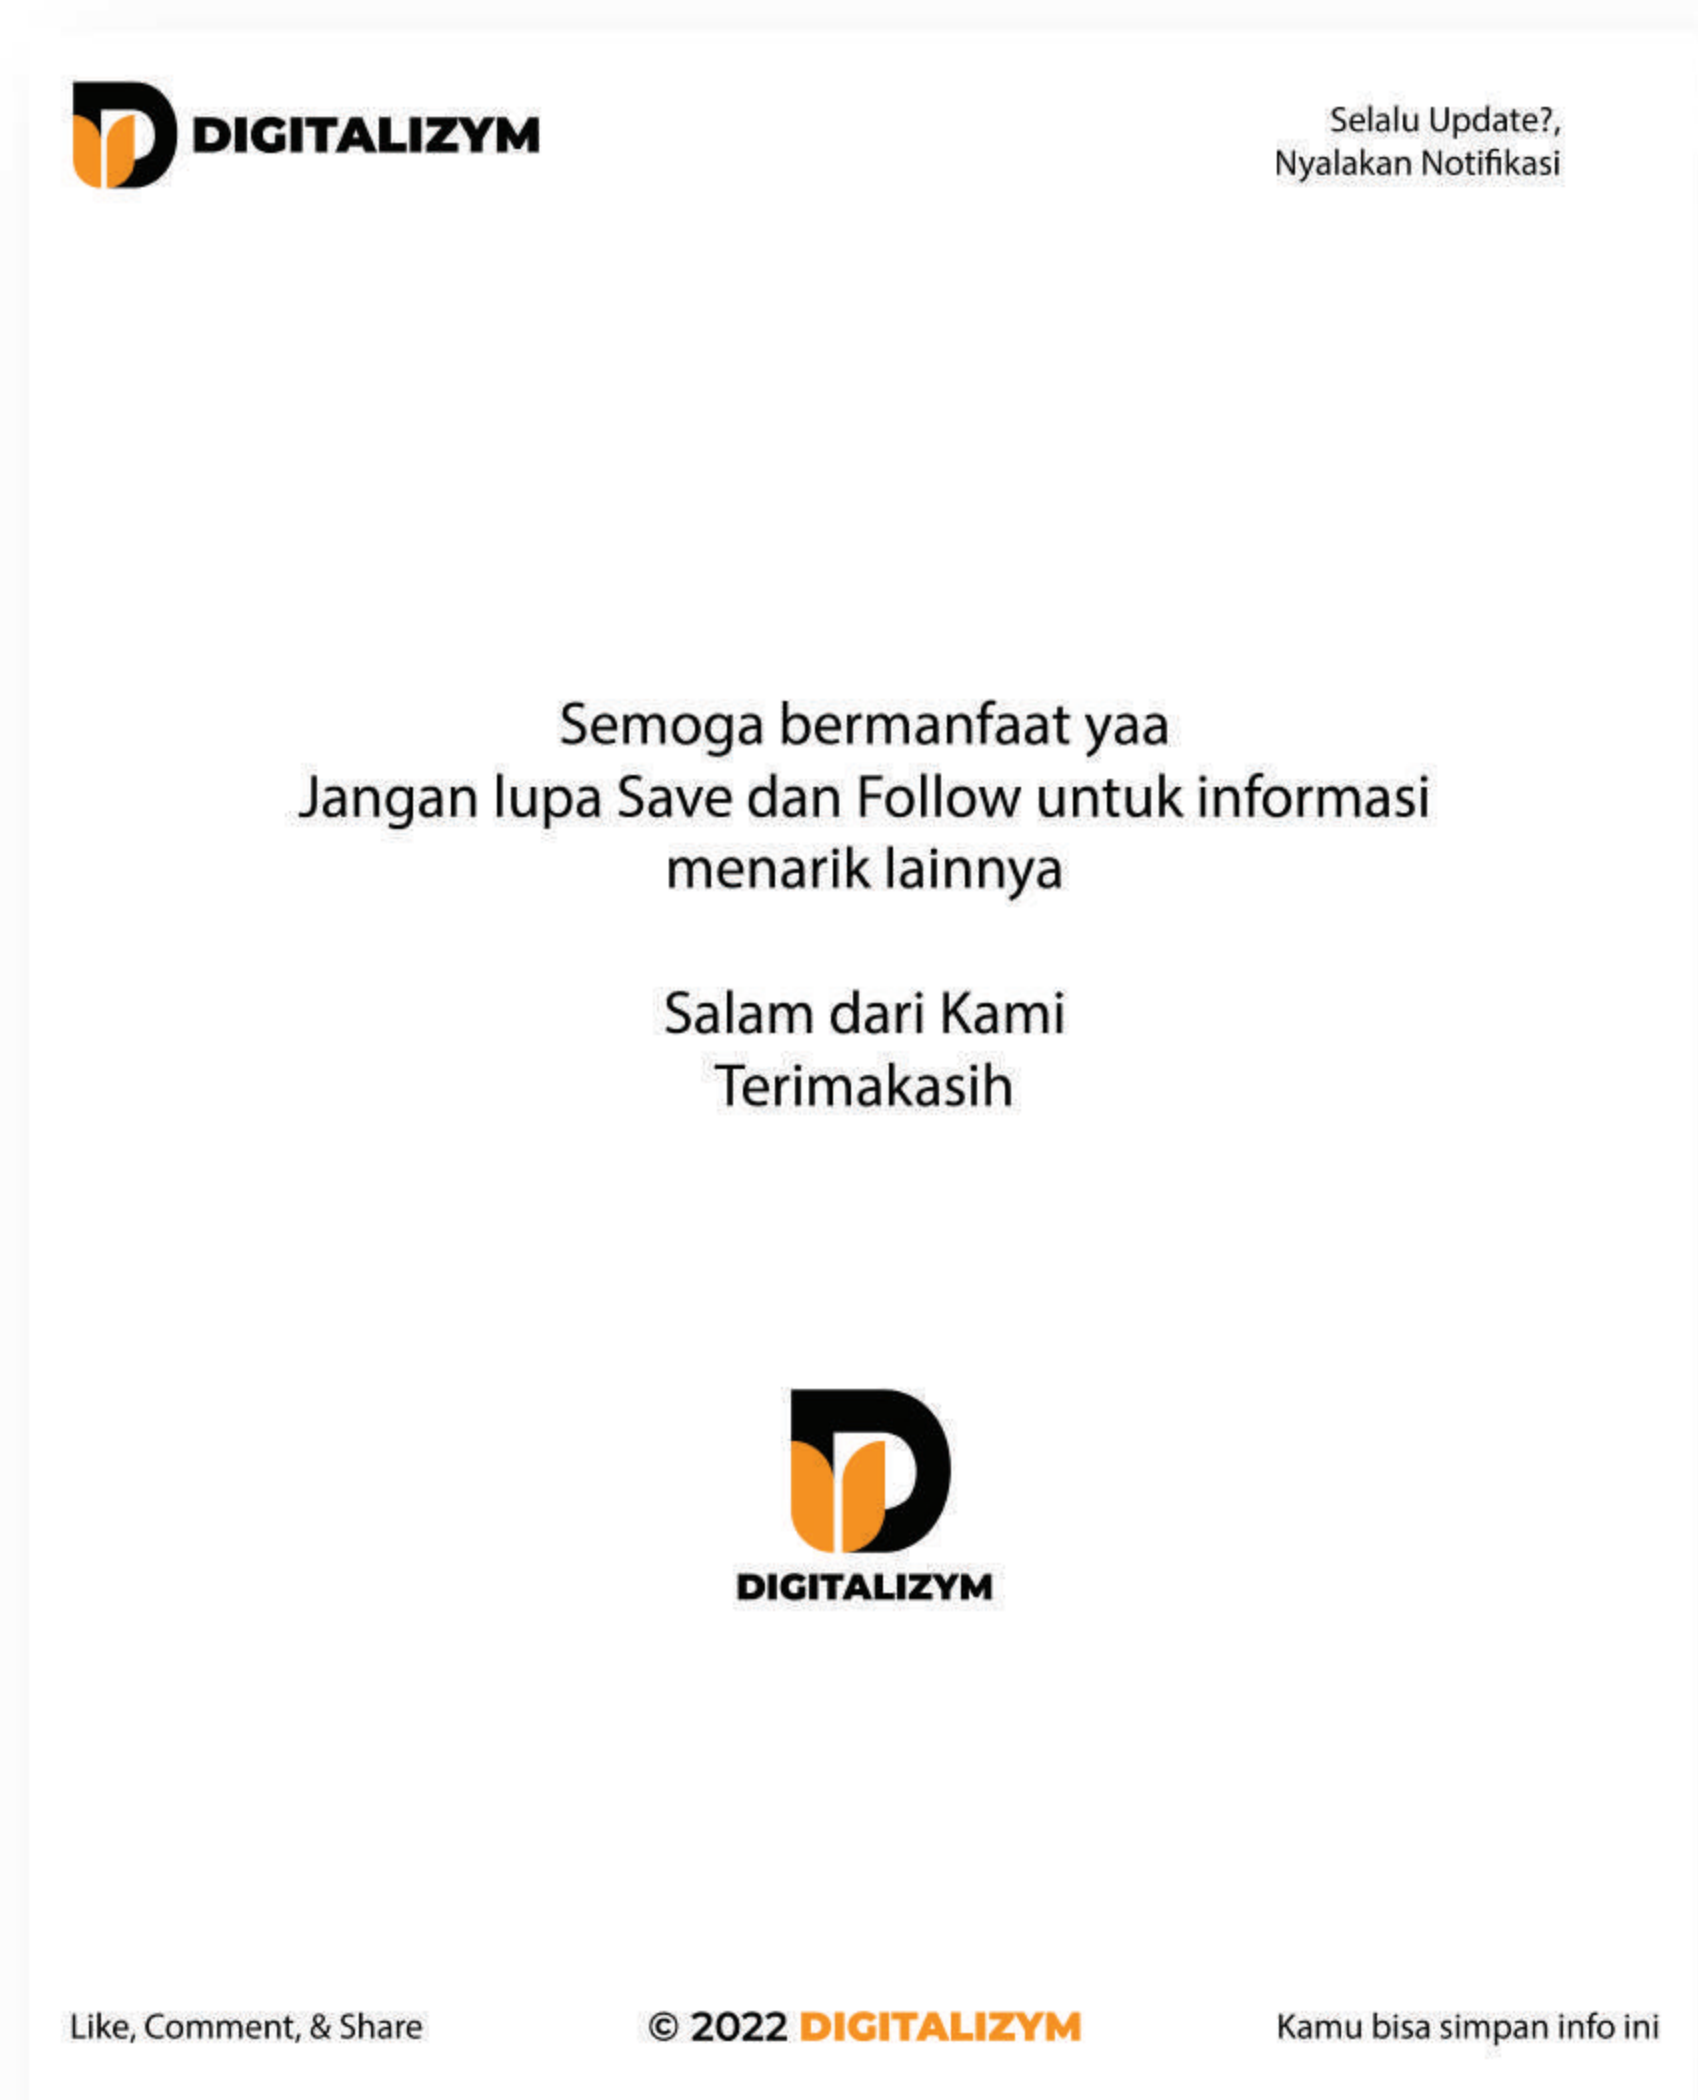 DIGITALIZYM
Selalu Update?,
Nyalakan Notifikasi
Semoga bermanfaat yaa
Jangan lupa Save dan Follow untuk informasi
menarik lainnya
Salam dari Kami
Terimakasih
DIGITALIZYM
Like, Comment, & Share
© 2022 DIGITALIZYM
Kamu bisa simpan info ini